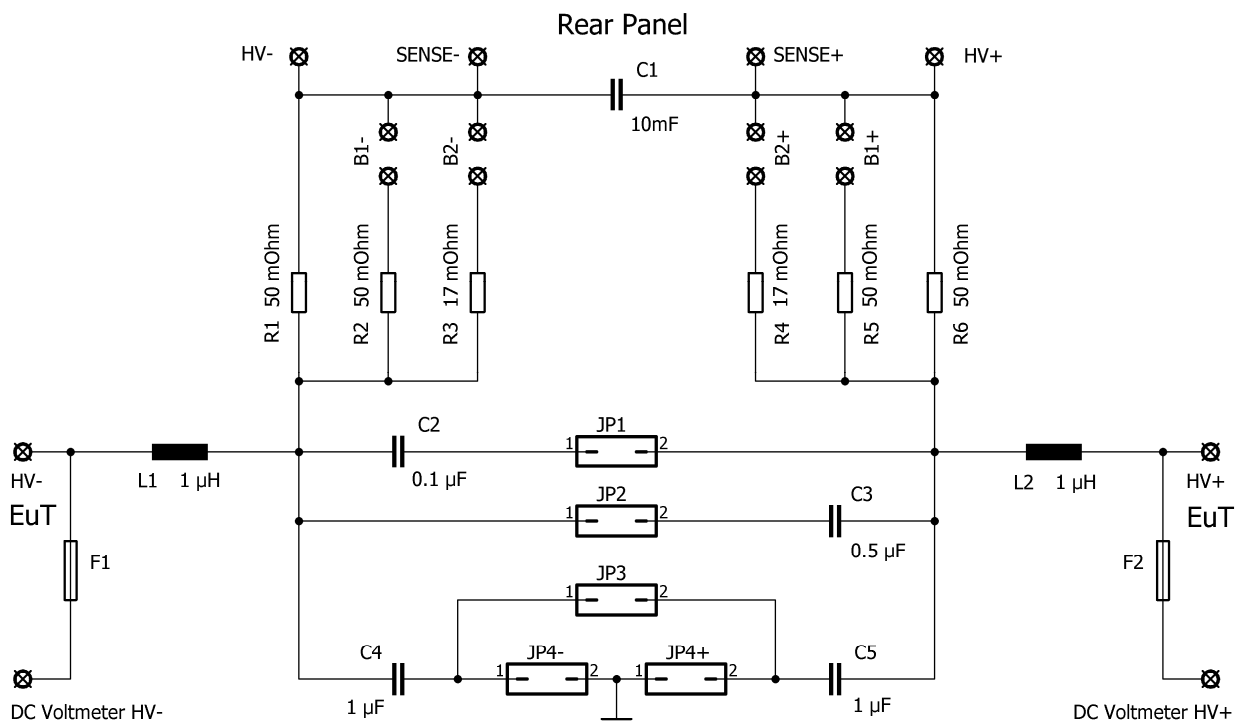 Rear Panel
HV-
SENSE-
SENSE+
HV+
C1
10mF
B1-
B2-
B2+
B1+
R1 50 mOhm
R2 50 mOhm
R3 17 mOhm
R4 17 mOhm
R5 50 mOhm
R6 50 mOhm
C2
0.1 µF
JP1
1 2
HV-
EuT
L1 1 µH
L2 1 µH
HV+
EuT
JP2
1 2
C3
0.5 µF
F1
F2
JP3
1 2
C4
1 µF
JP4-
1 2
JP4+
1 2
C5
1 µF
DC Voltmeter HV-
DC Voltmeter HV+